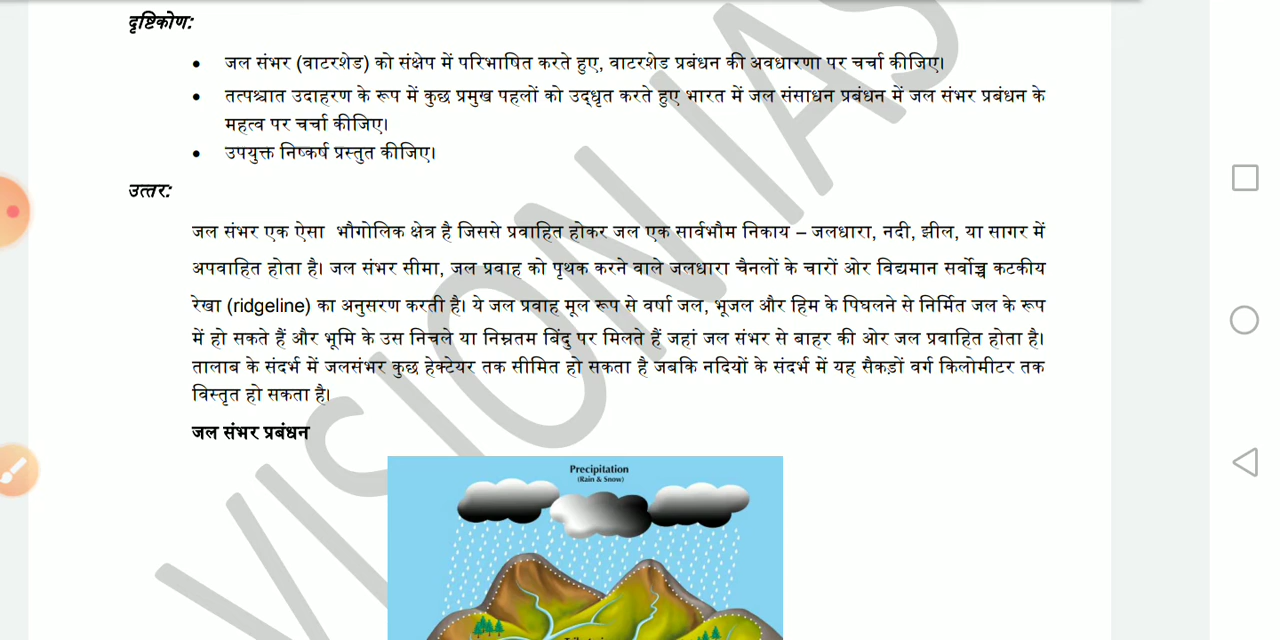 दृष्टिकोण:
• जल संभर (वाटरशेड) को संक्षेप में परिभाषित करते हुए, वाटरशेड प्रबंधन की अवधारणा पर चर्चा कीजिए।
• तत्पश्चात उदाहरण के रूप में कुछ प्रमुख पहलों को उद्धृत करते हुए भारत में जल संसाधन प्रबंधन में जल संभर प्रबंधन के
महत्व पर चर्चा कीजिए।
• उपयुक्त निष्कर्ष प्रस्तुत कीजिए।
उत्तर:
जल संभर एक ऐसा भौगोलिक क्षेत्र है जिससे प्रवाहित होकर जल एक सार्वभौम निकाय – जलधारा, नदी, झील, या सागर में
अपवाहित होता है। जल संभर सीमा, जल प्रवाह को पृथक करने वाले जलधारा चैनलों के चारों ओर विद्यमान सर्वोच्च कटकीय
रेखा (ridgeline) का अनुसरण करती है। ये जल प्रवाह मूल रूप से वर्षा जल, भूजल और हिम के पिघलने से निर्मित जल के रूप
में हो सकते हैं और भूमि के उस निचले या निम्नतम बिंदु पर मिलते हैं जहां जल संभर से बाहर की ओर जल प्रवाहित होता है।
तालाब के संदर्भ में जलसंभर कुछ हेक्टेयर तक सीमित हो सकता है जबकि नदियों के संदर्भ में यह सैकड़ों वर्ग किलोमीटर तक
विस्तृत हो सकता है।
जल संभर प्रबंधन
Precipitation
(Rain & Snow)
VISION IAS